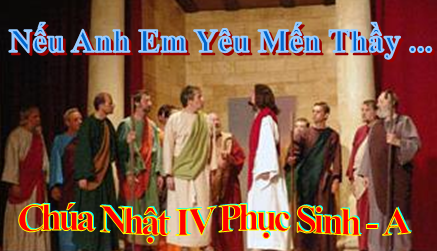 Nếu Anh Em Yêu Mến Thầy ...
Chúa Nhật IV Phục Sinh - A